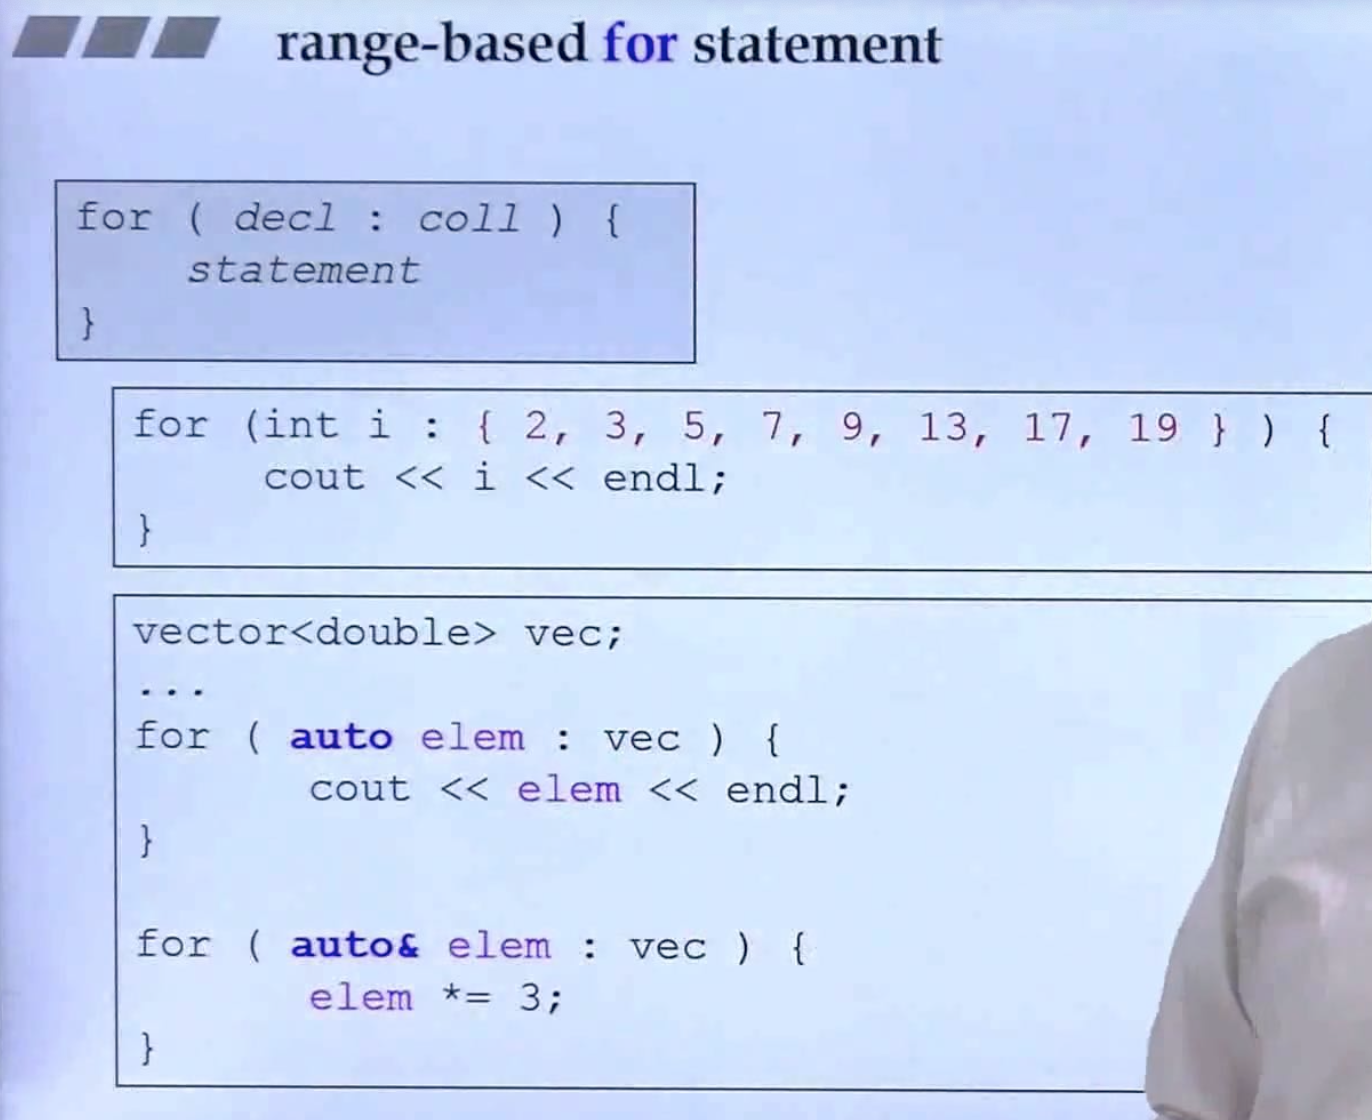 range-based for statement
for ( decl : coll ) {
statement
}
for (int i : { 2, 3, 5, 7, 9, 13, 17, 19 } ) {
cout << i << endl;
}
vector<double> vec;
...
for ( auto elem : vec ) {
cout << elem << endl;
}
for ( auto& elem : vec ) {
elem *= 3;
}